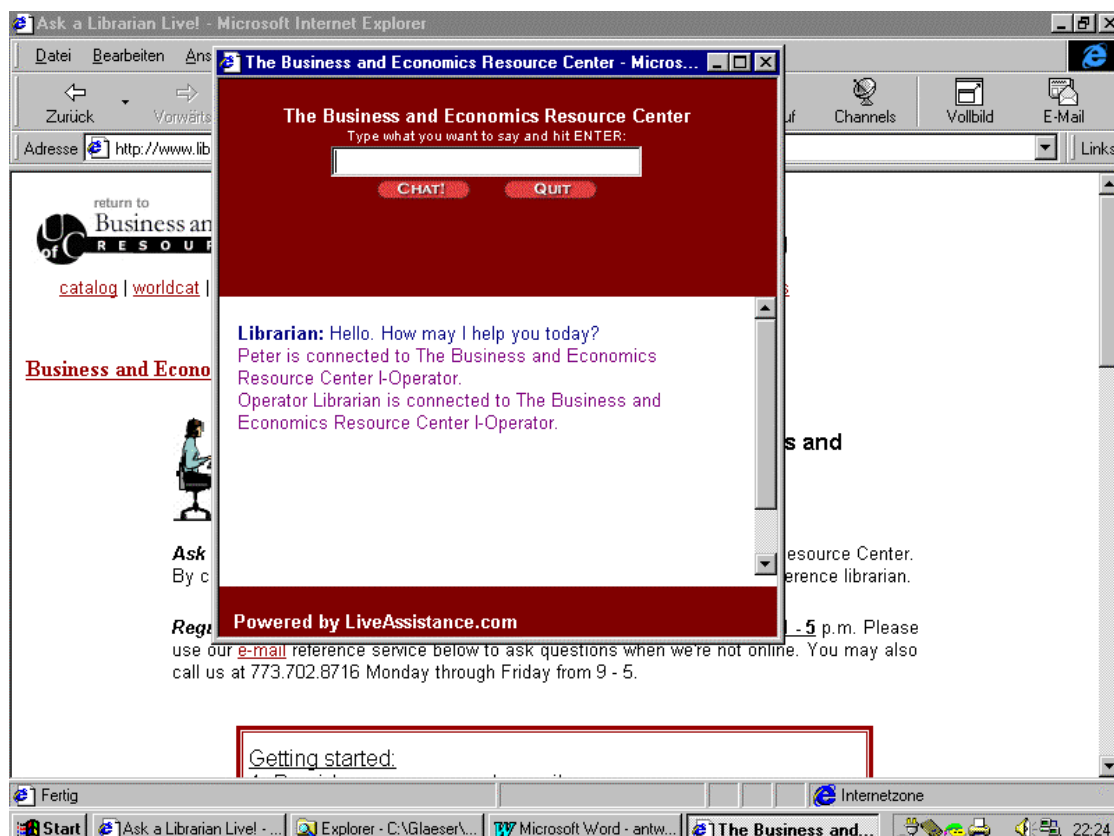 Ask a Librarian Live! - Microsoft Internet Explorer
Datei Bearbeiten Ans
The Business and Economics Resource Center - Micros...
Zurück Vorwärts Channels Vollbild E-Mail
Adresse http://www.lib Links
The Business and Economics Resource Center
Type what you want to say and hit ENTER:
CHAT! QUIT
return to
Business an
U of C RESOUR
catalog | worldcat |
Librarian: Hello. How may I help you today?
Peter is connected to The Business and Economics
Resource Center I-Operator.
Operator Librarian is connected to The Business and
Economics Resource Center I-Operator.
Business and Econo
s and
Ask esource Center.
By c erence librarian.
Powered by LiveAssistance.com
Regu - 5 p.m. Please
use our e-mail reference service below to ask questions when we're not online. You may also
call us at 773.702.8716 Monday through Friday from 9 - 5.
Getting started:
Fertig Internetzone
Start Ask a Librarian Live! - ... Explorer - C:\Glaeser\... Microsoft Word - antw... The Business and... 22:24